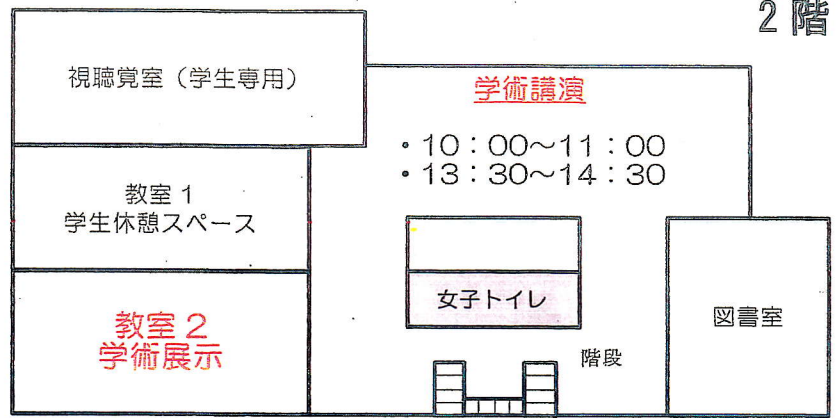 2階
視聴覚室（学生専用）
学術講演
・10：00～11：00
・13：30～14：30
教室1
学生休憩スペース
教室2
学術展示
女子トイレ
図書室
階段